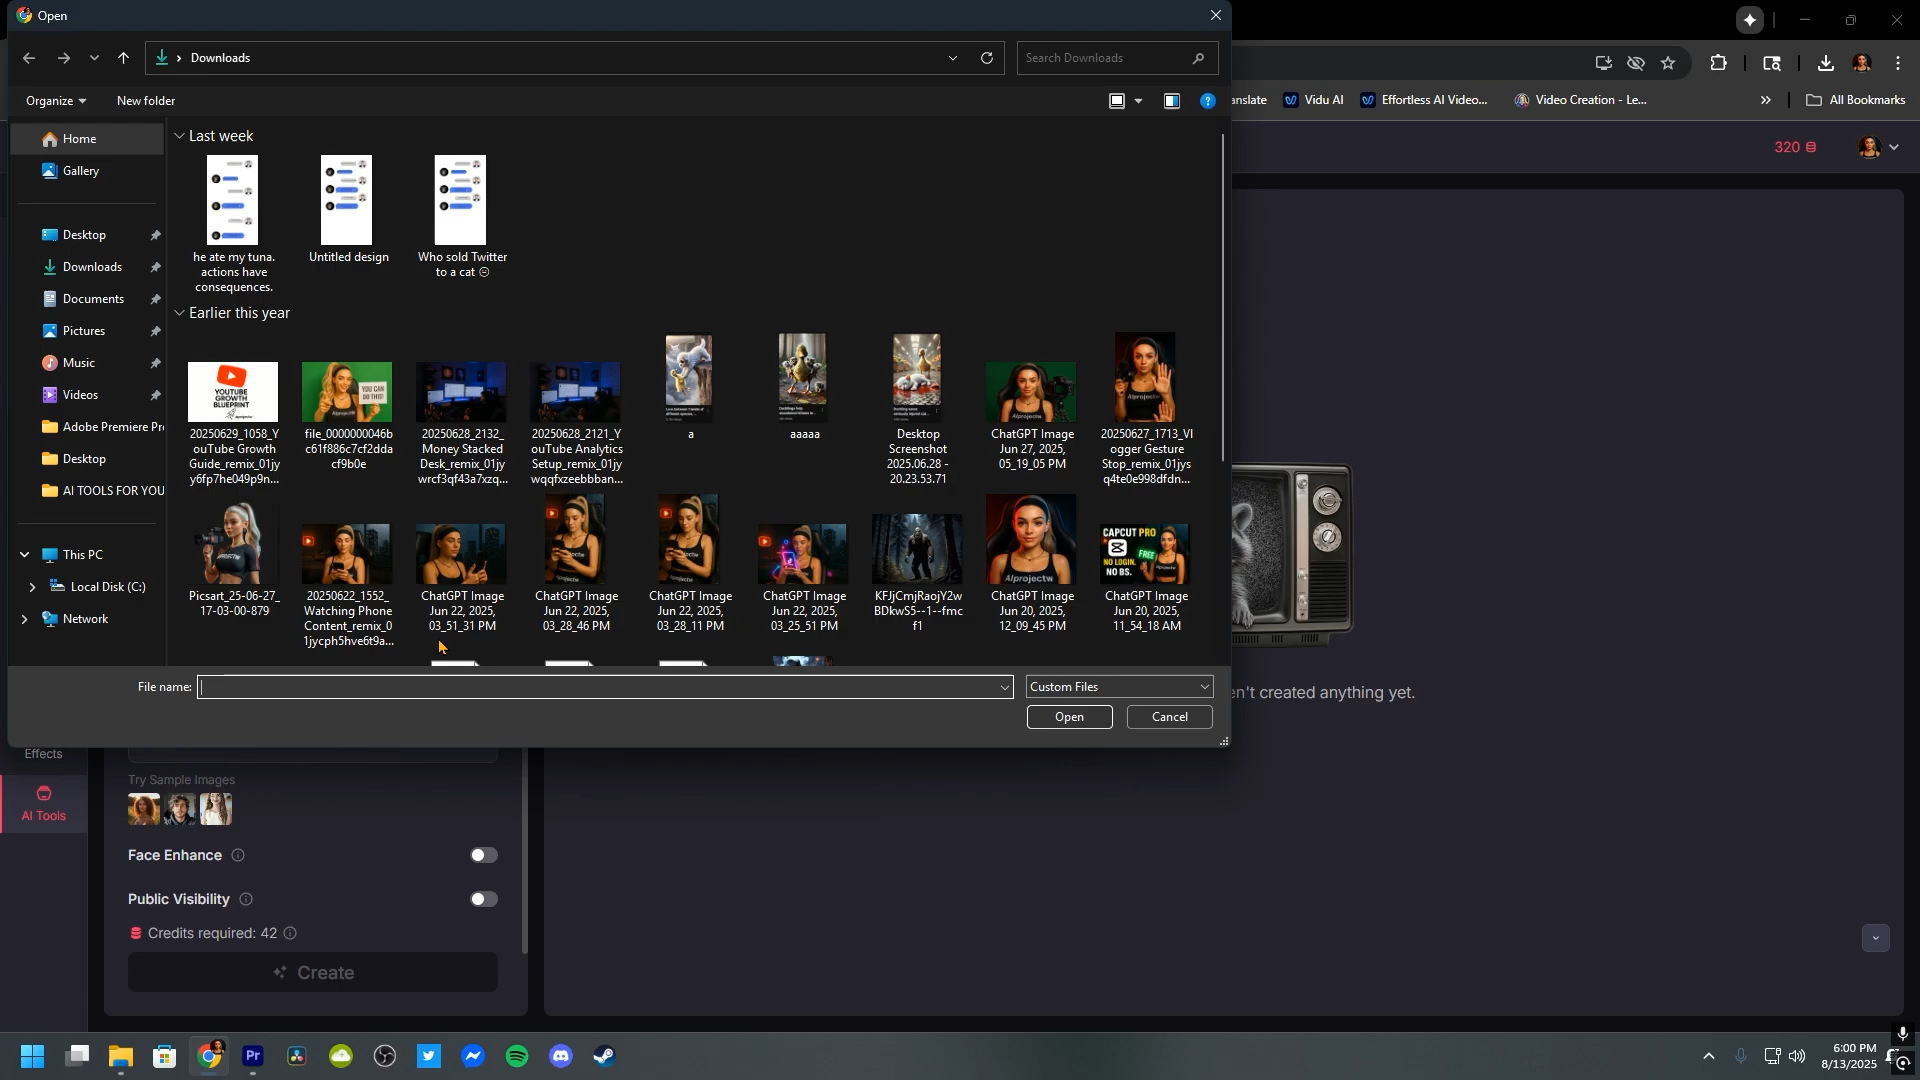 Open
Downloads
Search Downloads
Organize
New folder
Home
Gallery
Desktop
Downloads
Documents
Pictures
Music
Videos
Adobe Premiere Pr
Desktop
AI TOOLS FOR YOU
This PC
Local Disk (C:)
Network
Last week
he ate my tuna.
actions have
consequences.
Untitled design
Who sold Twitter
to a cat
Earlier this year
YOUTUBE
GROWTH
BLUEPRINT
YOU CAN
DO THIS!
20250629_1058_Y
ouTube Growth
Guide_remix_01jy
y6fp7he049p9n...
file_0000000046b
c61f886c7cf2dda
cf9b0e
20250628_2132_
Money Stacked
Desk_remix_01jy
wrcf3qf43a7xzq...
20250628_2121_Y
ouTube Analytics
Setup_remix_01jy
wqqfxzeebbban...
a
aaaaa
Desktop
Screenshot
2025.06.28 -
20.23.53.71
AIprojectw
ChatGPT Image
Jun 27, 2025,
05_19_05 PM
20250627_1713_Vl
ogger Gesture
Stop_remix_01jys
q4te0e998dfdn...
Picsart_25-06-27_
17-03-00-879
20250622_1552_
Watching Phone
Content_remix_0
1jycph5hve6t9a...
ChatGPT Image
Jun 22, 2025,
03_51_31 PM
ChatGPT Image
Jun 22, 2025,
03_28_46 PM
ChatGPT Image
Jun 22, 2025,
03_28_11 PM
ChatGPT Image
Jun 22, 2025,
03_25_51 PM
KFJjCmjRaojY2w
BDkwS5--1--fmc
f1
AIprojectw
ChatGPT Image
Jun 20, 2025,
12_09_45 PM
CAPCUT PRO
FREE
NO LOGIN.
NO BS.
ChatGPT Image
Jun 20, 2025,
11_54_18 AM
File name:
Custom Files
Open
Cancel
anslate
Vidu AI
Effortless AI Video...
Video Creation - Le...
All Bookmarks
320
en't created anything yet.
Effects
AI Tools
Try Sample Images
Face Enhance
Public Visibility
Credits required: 42
Create
Pr
6:00 PM
8/13/2025